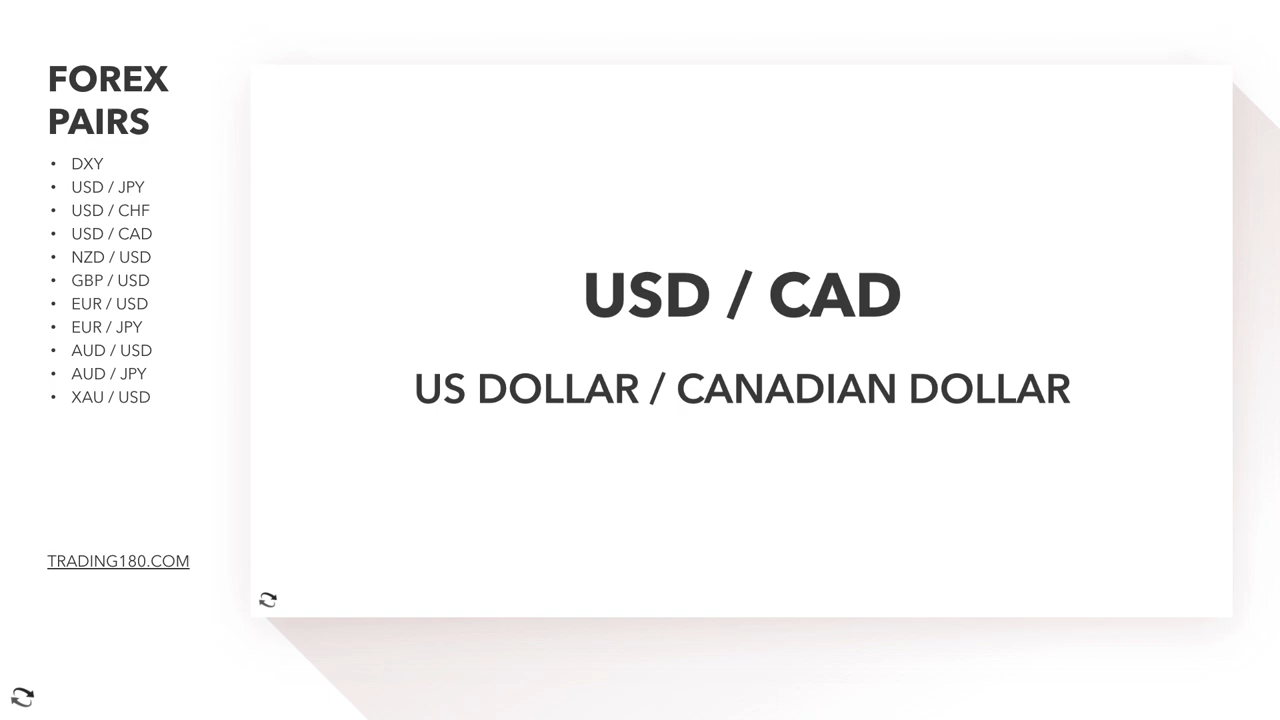 FOREX
PAIRS
• DXY
• USD / JPY
• USD / CHF
• USD / CAD
• NZD / USD
• GBP / USD
• EUR / USD
• EUR / JPY
• AUD / USD
• AUD / JPY
• XAU / USD
TRADING180.COM
USD / CAD
US DOLLAR / CANADIAN DOLLAR